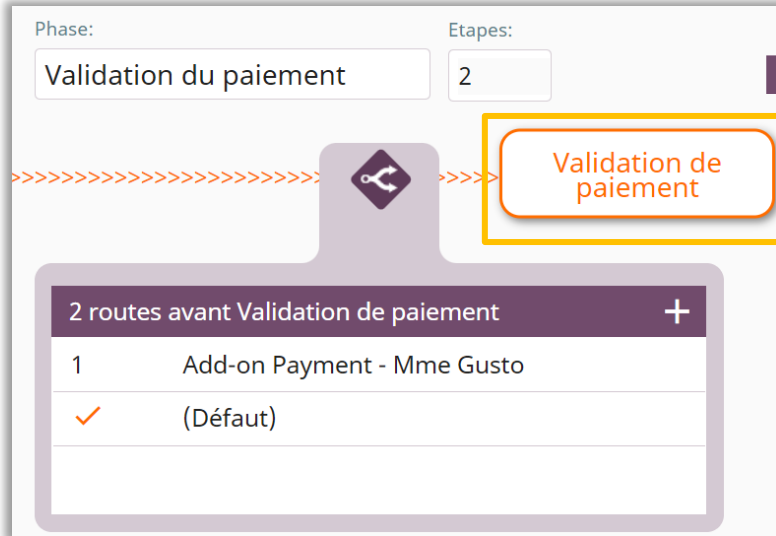 Phase:
Etapes:
Validation du paiement
2
>>>>>>>>>>>>>>>>>>>>>>>
>>>>>
Validation de
paiement
2 routes avant Validation de paiement
+
1 Add-on Payment - Mme Gusto
(Défaut)